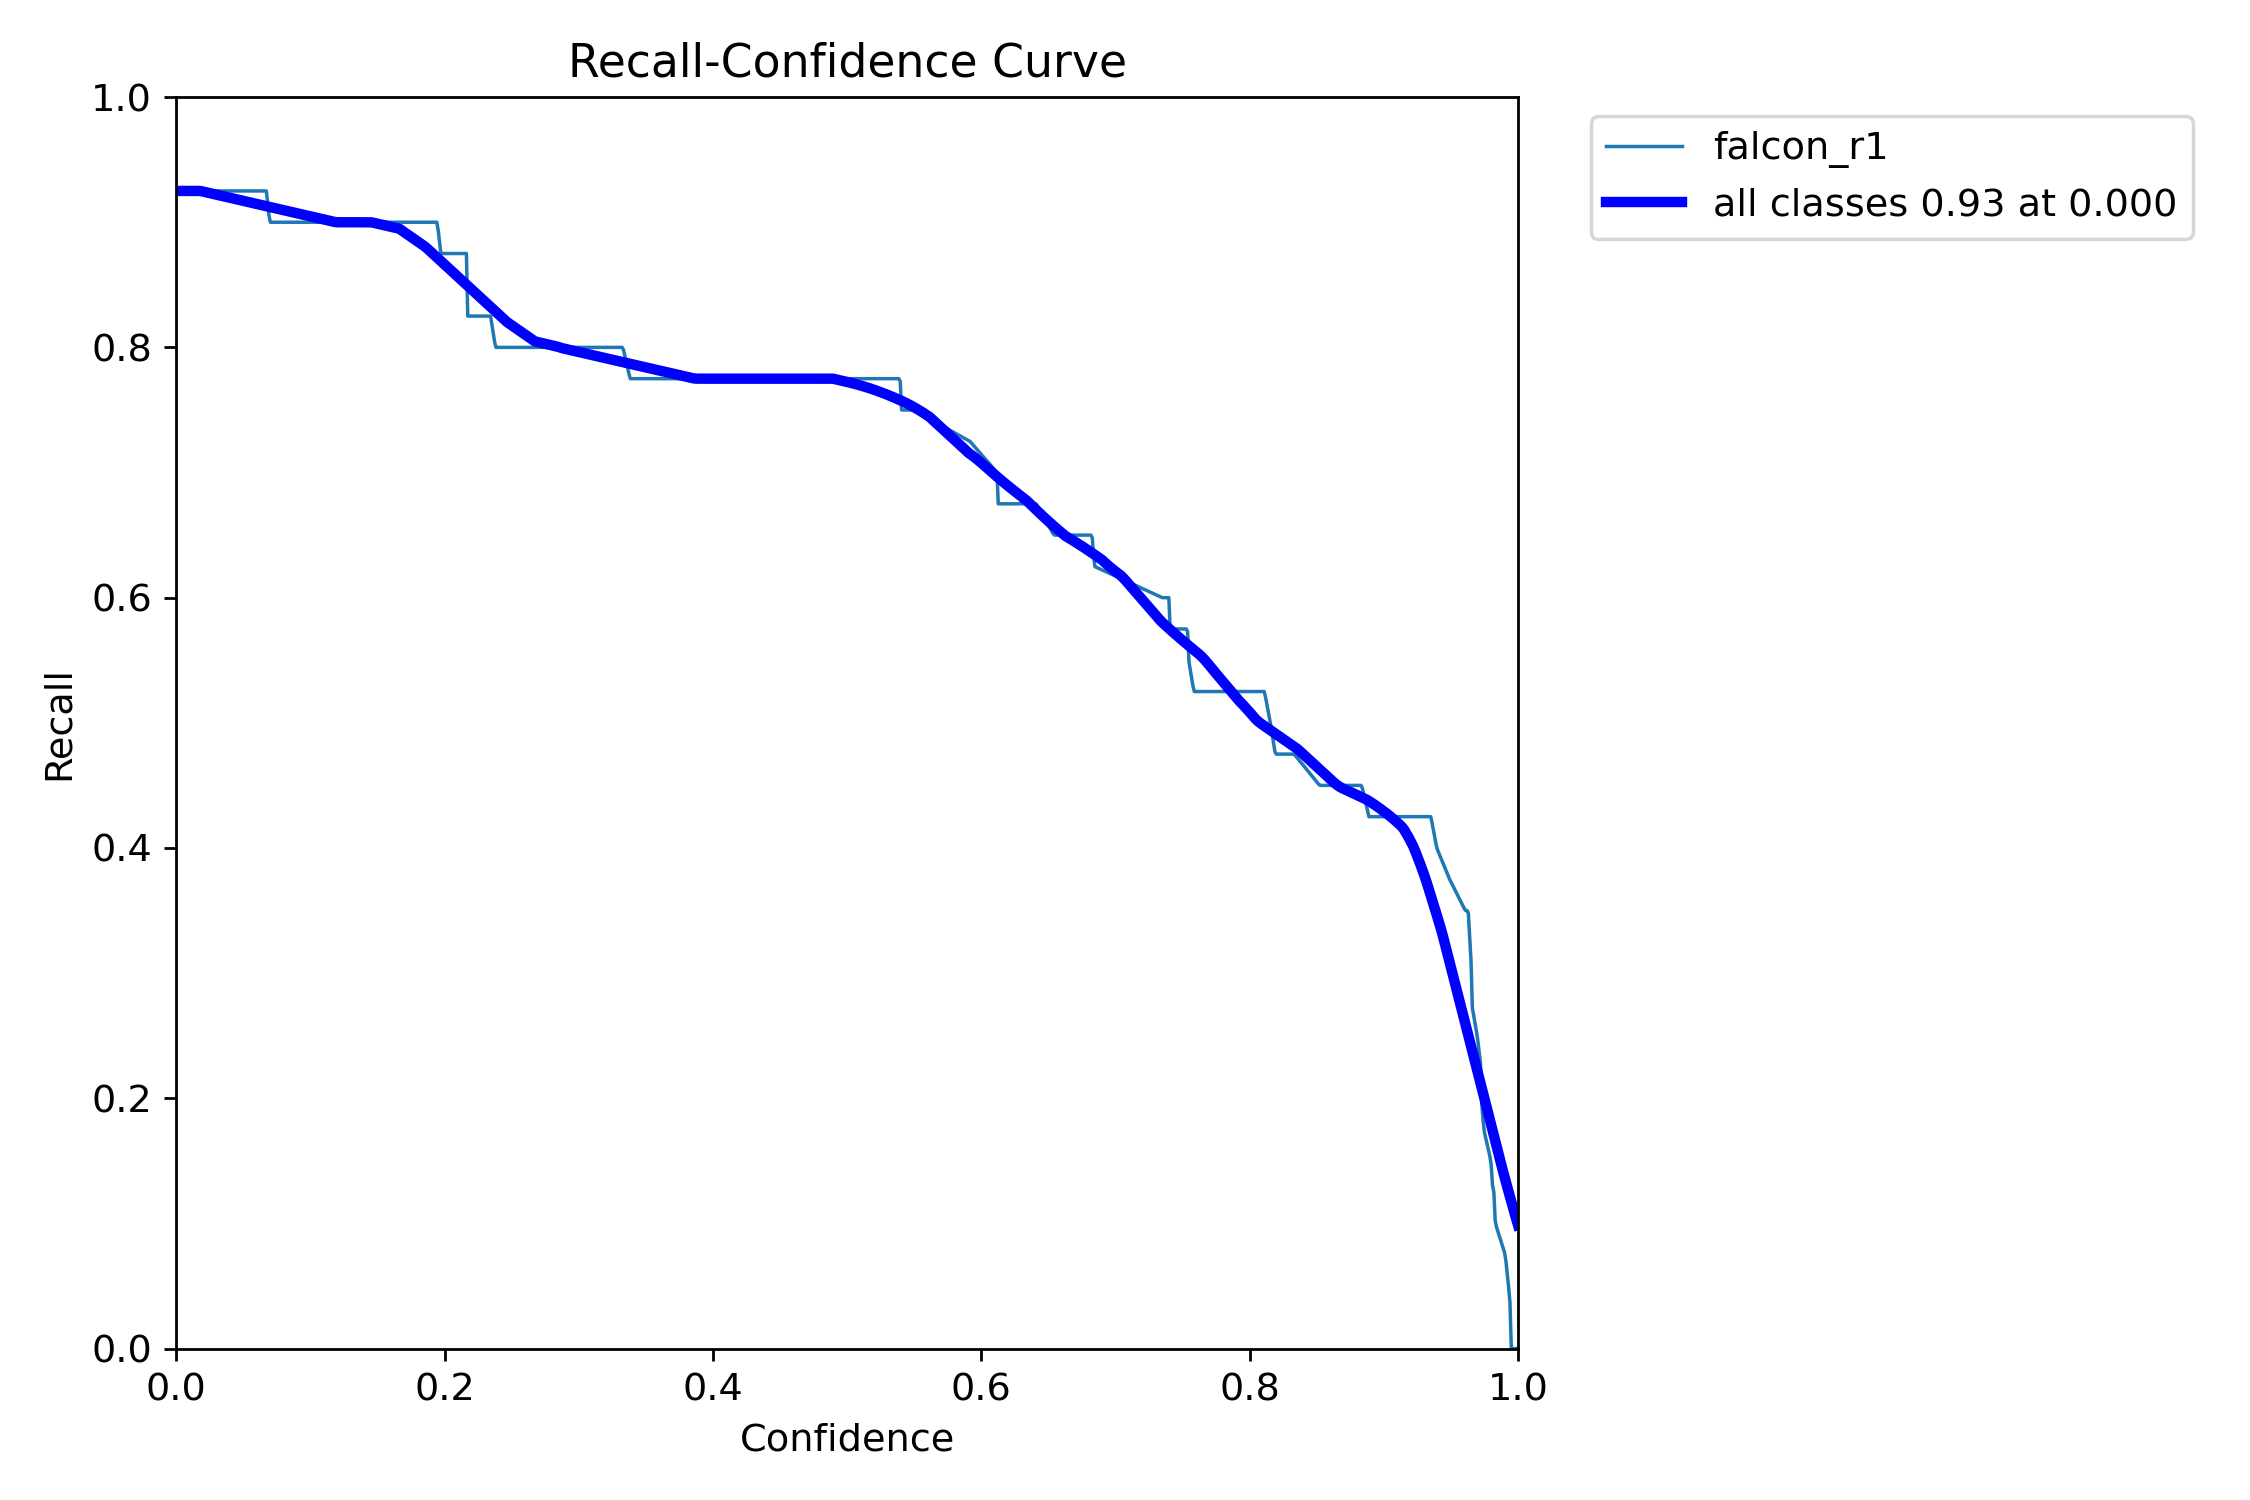 Recall-Confidence Curve
1.0
0.8
0.6
0.4
0.2
0.0
Recall
0.0 0.2 0.4 0.6 0.8 1.0
Confidence
falcon_r1
all classes 0.93 at 0.000